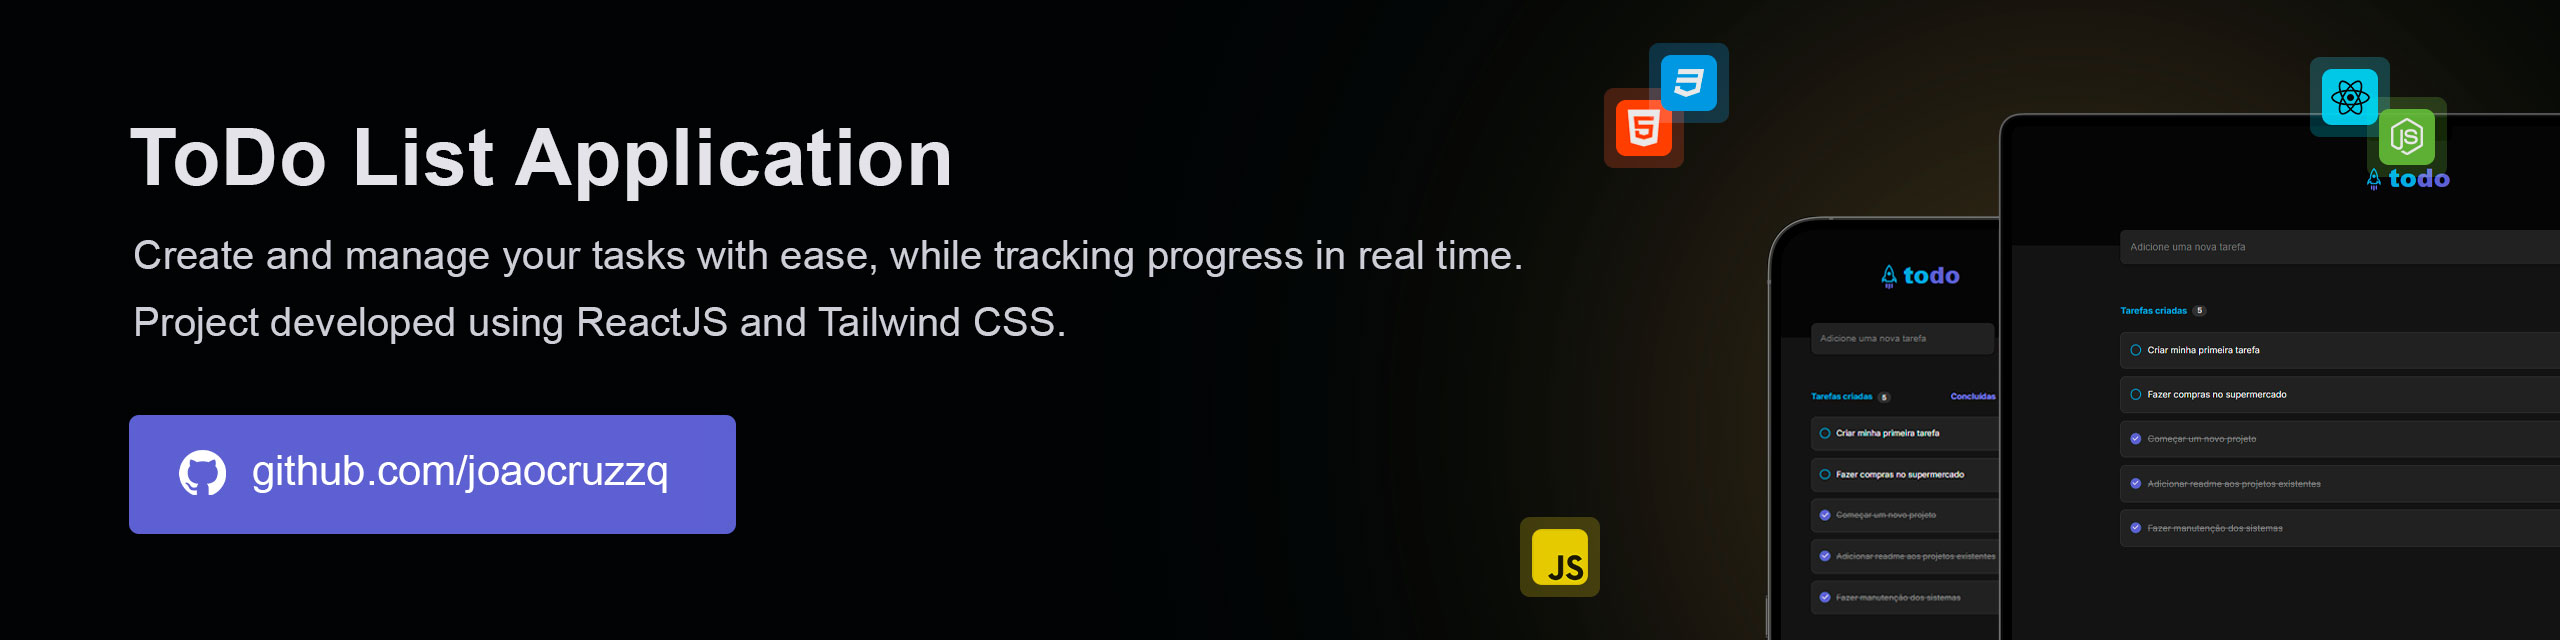 ToDo List Application
Create and manage your tasks with ease, while tracking progress in real time.
Project developed using ReactJS and Tailwind CSS.
github.com/joaocruzzq
5
JS
JS
todo
Adicione uma nova tarefa
Tarefas criadas 5 Concluídas
Criar minha primeira tarefa
Fazer compras no supermercado
Começar um novo projeto
Adicionar readme aos projetos existentes
Fazer manutenção dos sistemas
todo
Adicione uma nova tarefa
Tarefas criadas 5
Criar minha primeira tarefa
Fazer compras no supermercado
Começar um novo projeto
Adicionar readme aos projetos existentes
Fazer manutenção dos sistemas